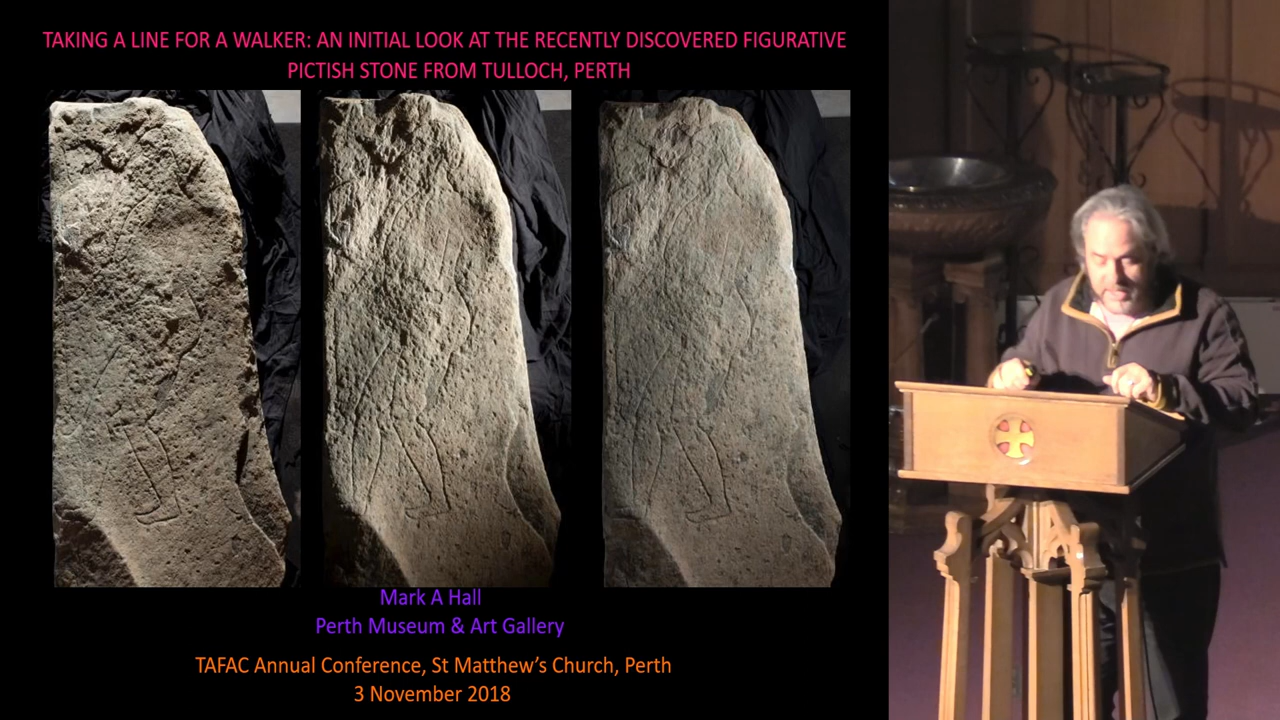 TAKING A LINE FOR A WALKER: AN INITIAL LOOK AT THE RECENTLY DISCOVERED FIGURATIVE
PICTISH STONE FROM TULLOCH, PERTH
Mark A Hall
Perth Museum & Art Gallery
TAFAC Annual Conference, St Matthew’s Church, Perth
3 November 2018